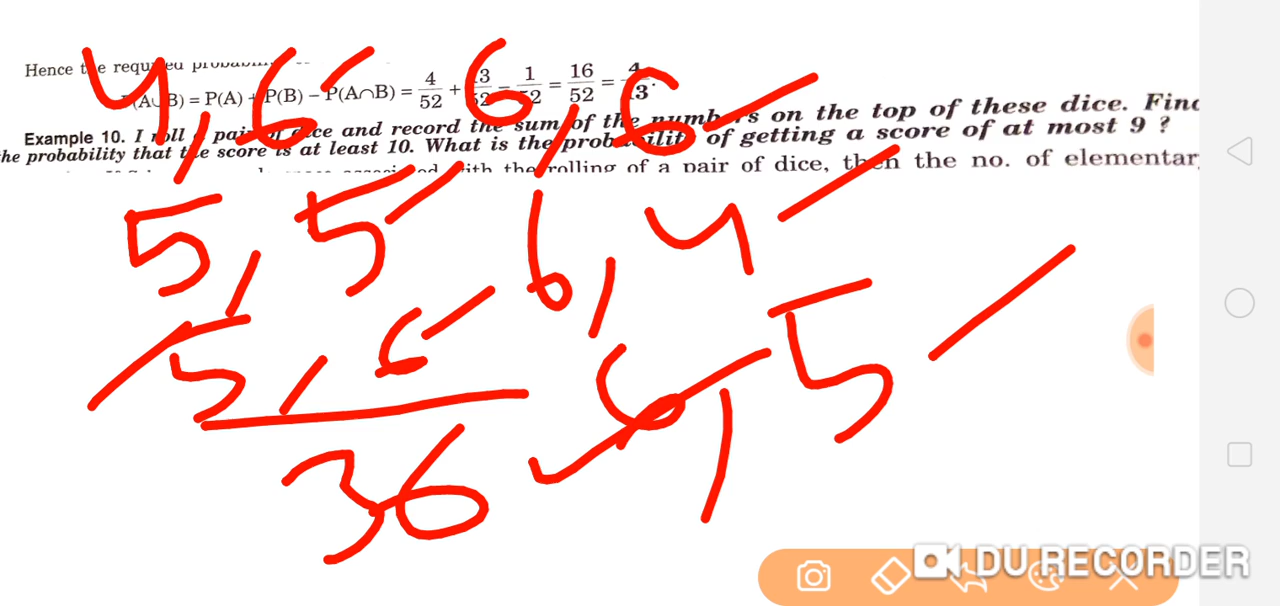 Hence the required
P(A∪B) = P(A) + P(B) − P(A∩B) = 4/52 + 13/52 − 1/52 = 16/52 = 4/13.
Example 10. I roll a pair of dice and record the sum of the numbers on the top of these dice. Find
the probability that the score is at least 10. What is the probability of getting a score of at most 9 ?
with the rolling of a pair of dice, then the no. of elementar
4,6 6,6
5,5 6,4
5,6 6,5
36
DU RECORDER